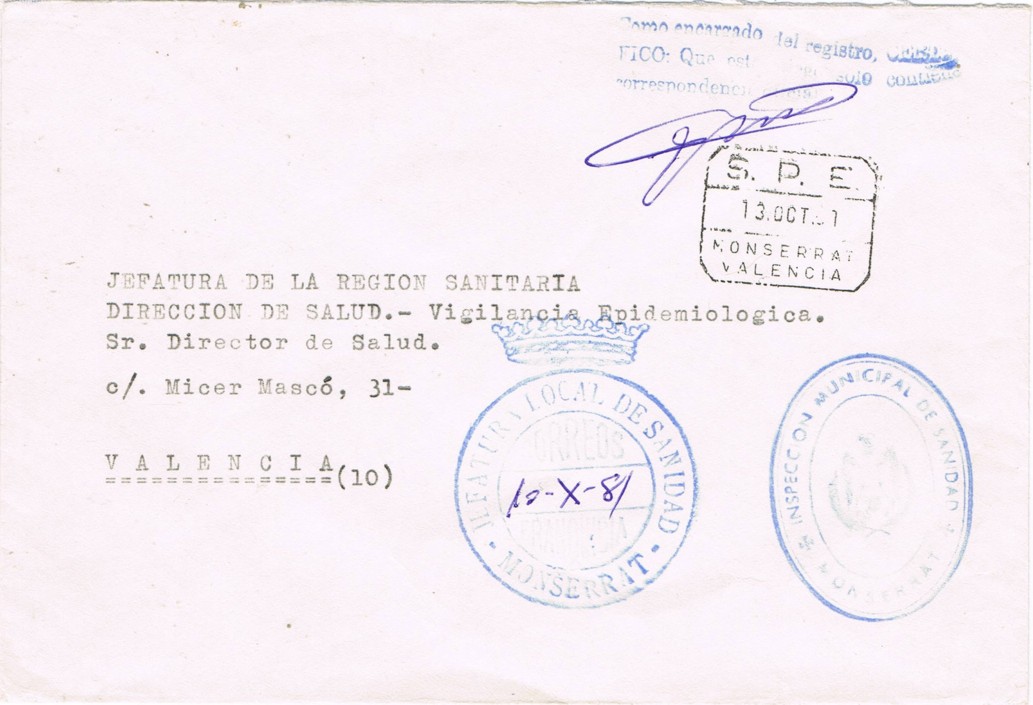 Como encargado del registro,
FICO: Que solo contiene
S. P. E.
13.OCT.81
MONSERRAT
VALENCIA
JEFATURA DE LA REGION SANITARIA
DIRECCION DE SALUD.- Vigilancia Epidemiologica.
Sr. Director de Salud.
c/. Micer Mascó, 31-
V A L E N C I A (10)
JEFATURA LOCAL DE SANIDAD
CORREOS
10-X-81
FRANQUICIA
- MONSERRAT -
INSPECCION MUNICIPAL DE SANIDAD
MONSERRAT